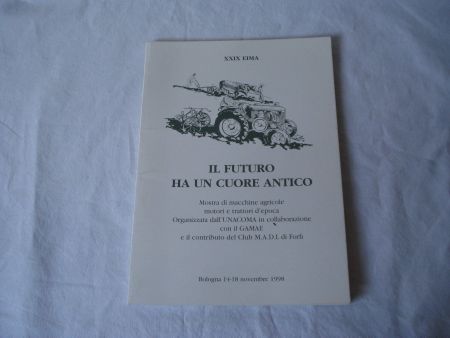 XXIX EIMA
IL FUTURO
HA UN CUORE ANTICO
Mostra di macchine agricole
motori e trattori d'epoca
Organizzata dall'UNACOMA in collaborazione
con il GAMAE
e il contributo del Club M.A.D.I. di Forlì
Bologna 14-18 novembre 1998